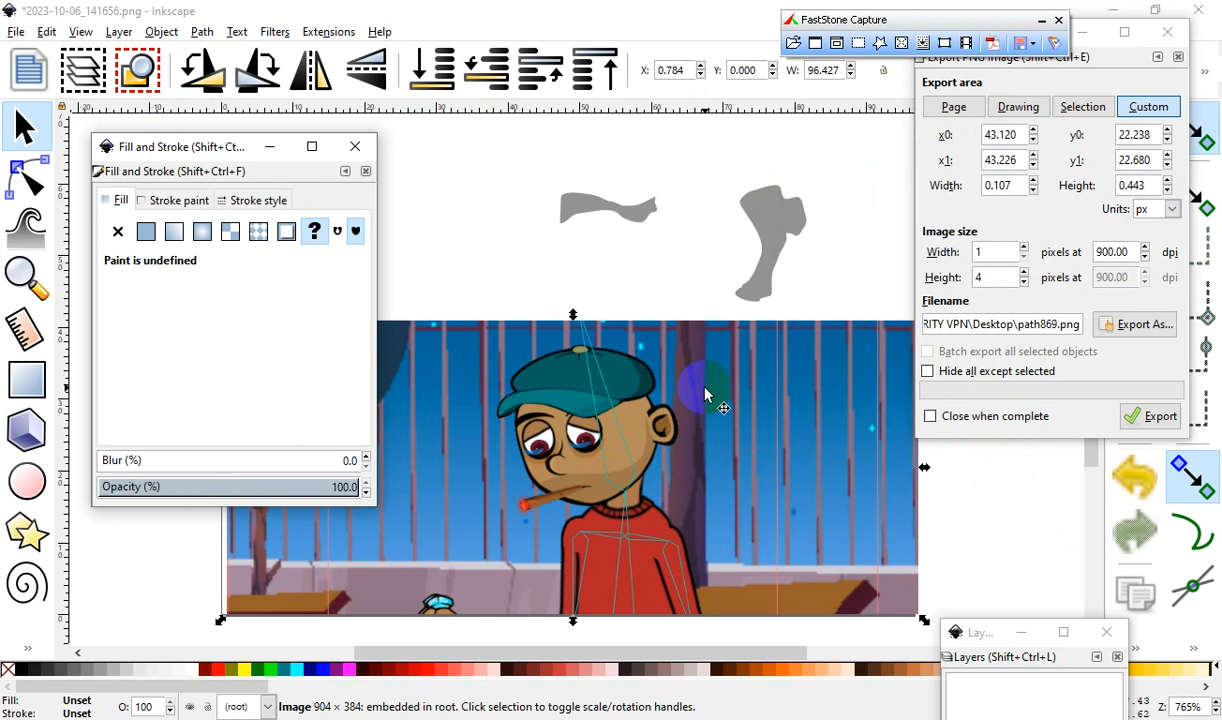 *2023-10-06_141656.png - Inkscape
FastStone Capture
File Edit View Layer Object Path Text Filters Extensions Help
X: 0.784 Y: 0.000 W: 96.427
Export PNG Image (Shift+Ctrl+E)
Export area
Page Drawing Selection Custom
x0: 43.120 y0: 22.238
x1: 43.226 y1: 22.680
Width: 0.107 Height: 0.443
Units: px
Image size
Width: 1 pixels at 900.00 dpi
Height: 4 pixels at 900.00 dpi
Filename
RITY VPN\Desktop\path869.png Export As...
Batch export all selected objects
Hide all except selected
Close when complete Export
Fill and Stroke (Shift+Ct...
Fill and Stroke (Shift+Ctrl+F)
Fill Stroke paint Stroke style
Paint is undefined
Blur (%) 0.0
Opacity (%) 100.0
Lay...
Layers (Shift+Ctrl+L)
Fill: Unset
Stroke: Unset
O: 100 (root) Image 904 × 384: embedded in root. Click selection to toggle scale/rotation handles.
Z: 765%